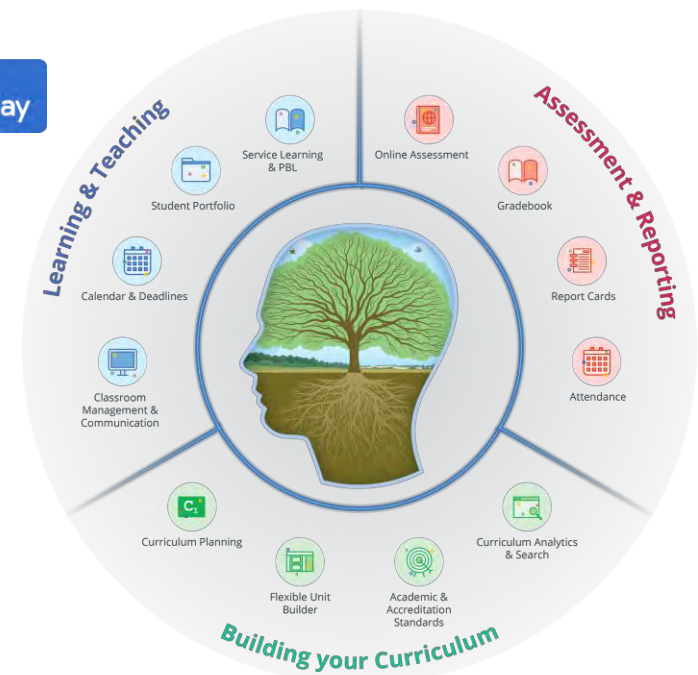 ay
Learning & Teaching
Service Learning
& PBL
Student Portfolio
Calendar & Deadlines
Classroom
Management &
Communication
Assessment & Reporting
Online Assessment
Gradebook
Report Cards
Attendance
Curriculum Planning
C1
Flexible Unit
Builder
Academic &
Accreditation
Standards
Curriculum Analytics
& Search
Building your Curriculum